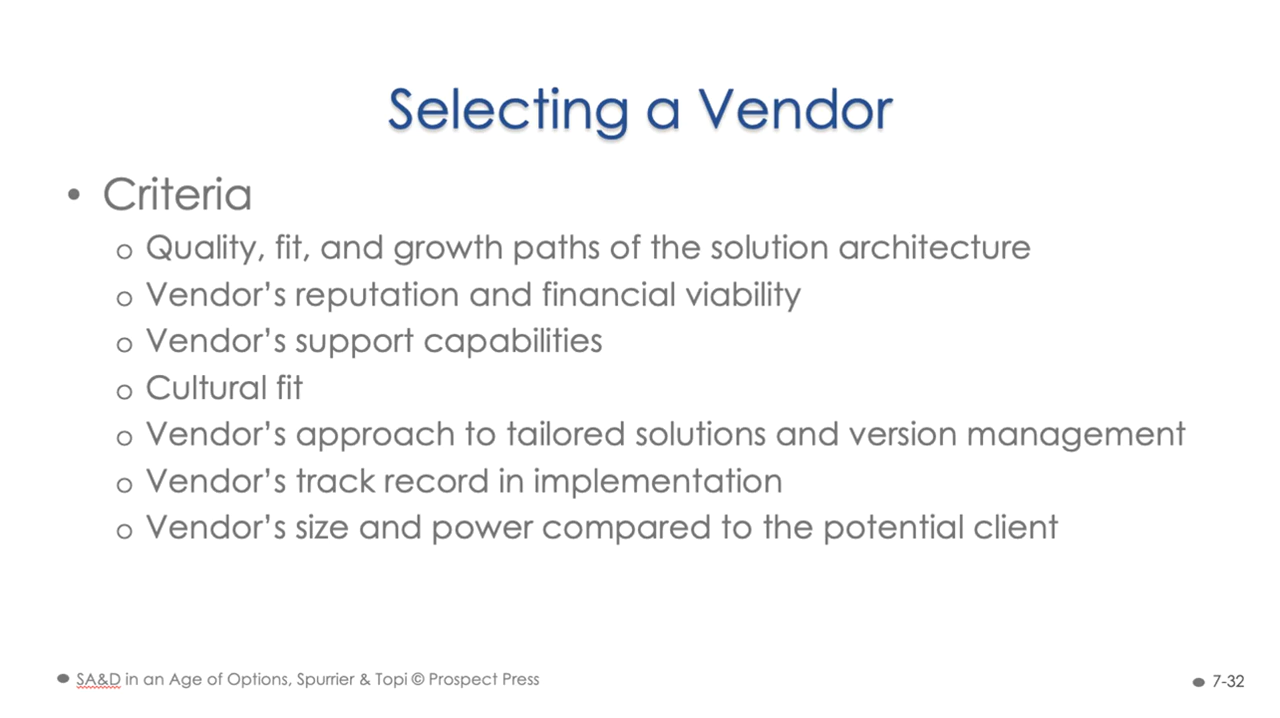 Selecting a Vendor
• Criteria
o Quality, fit, and growth paths of the solution architecture
o Vendor’s reputation and financial viability
o Vendor’s support capabilities
o Cultural fit
o Vendor’s approach to tailored solutions and version management
o Vendor’s track record in implementation
o Vendor’s size and power compared to the potential client
• SA&D in an Age of Options, Spurrier & Topi © Prospect Press
• 7-32